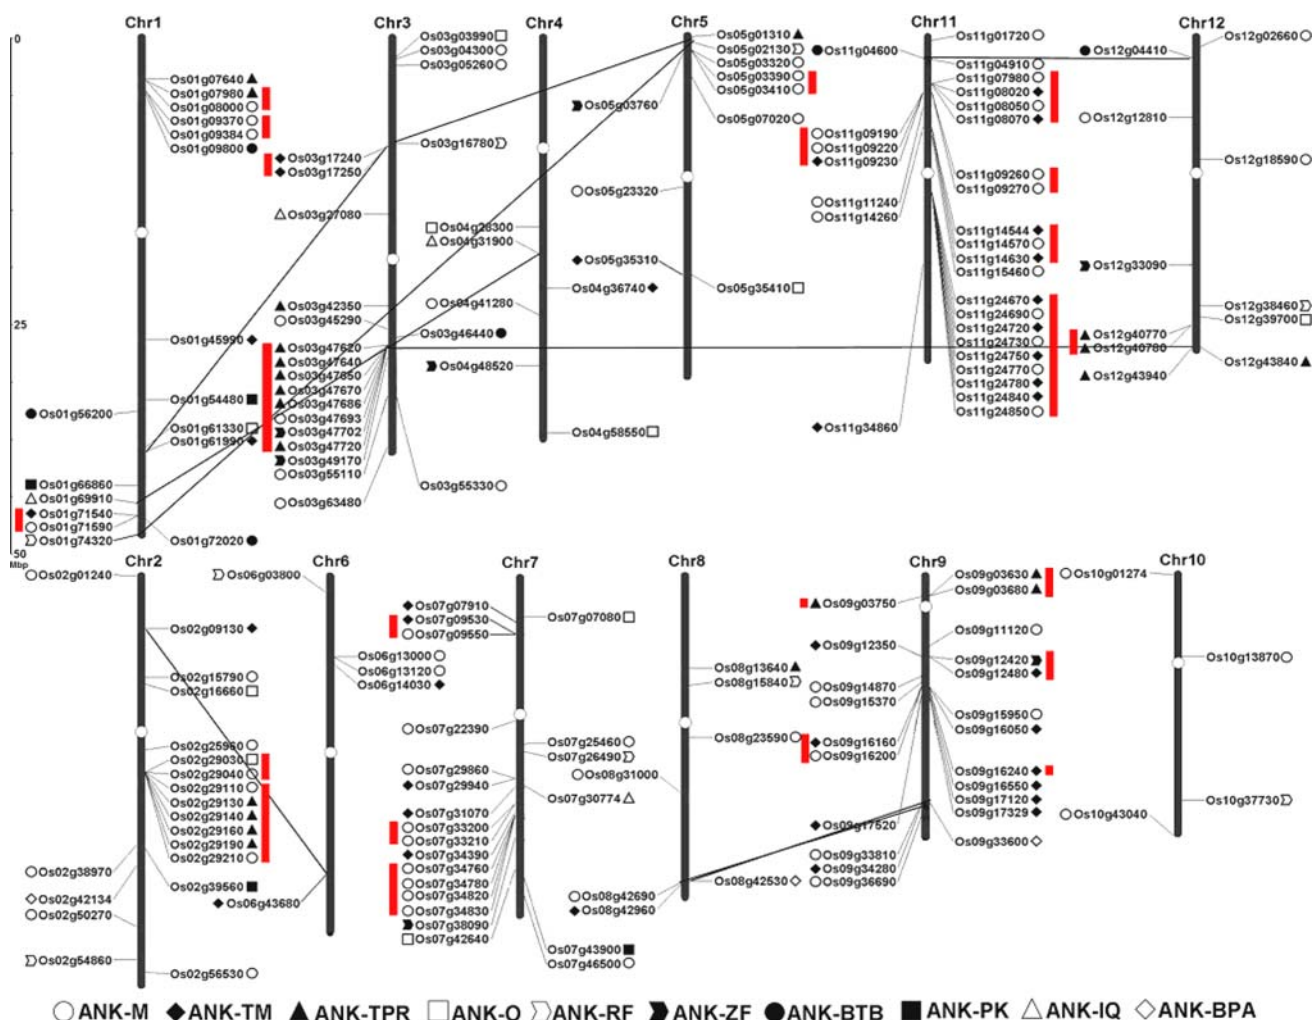 Chr1
Chr3
Chr4
Chr5
Chr11
Chr12
0
25
50
Mbp
Os01g07640
Os01g07980
Os01g08000
Os01g09370
Os01g09384
Os01g09800
Os01g45990
Os01g54480
Os01g56200
Os01g61330
Os01g61990
Os01g66860
Os01g69910
Os01g71540
Os01g71590
Os01g74320
Os01g72020
Os03g03990
Os03g04300
Os03g05260
Os03g16780
Os03g17240
Os03g17250
Os03g27080
Os03g42350
Os03g45290
Os03g46440
Os03g47620
Os03g47640
Os03g47650
Os03g47670
Os03g47686
Os03g47693
Os03g47702
Os03g47720
Os03g49170
Os03g55110
Os03g63480
Os03g55330
Os04g28300
Os04g31900
Os04g36740
Os04g41280
Os04g48520
Os04g58550
Os05g01310
Os05g02130
Os05g03320
Os05g03390
Os05g03410
Os05g03760
Os05g07020
Os05g23320
Os05g35310
Os05g35410
Os11g01720
Os11g04600
Os11g04910
Os11g07980
Os11g08020
Os11g08050
Os11g08070
Os11g09190
Os11g09220
Os11g09230
Os11g09260
Os11g09270
Os11g11240
Os11g14260
Os11g14544
Os11g14570
Os11g14630
Os11g15460
Os11g24670
Os11g24690
Os11g24720
Os11g24730
Os11g24750
Os11g24770
Os11g24780
Os11g24840
Os11g24850
Os11g34860
Os12g02660
Os12g04410
Os12g12810
Os12g18590
Os12g33090
Os12g38460
Os12g39700
Os12g40770
Os12g40780
Os12g43840
Os12g43940
Chr2
Chr6
Chr7
Chr8
Chr9
Chr10
Os02g01240
Os02g09130
Os02g15790
Os02g16660
Os02g25960
Os02g29030
Os02g29040
Os02g29110
Os02g29130
Os02g29140
Os02g29160
Os02g29190
Os02g29210
Os02g38970
Os02g39560
Os02g42134
Os02g50270
Os02g54860
Os02g56530
Os06g03800
Os06g13000
Os06g13120
Os06g14030
Os06g43680
Os07g07910
Os07g07080
Os07g09530
Os07g09550
Os07g22390
Os07g25460
Os07g26490
Os07g29860
Os07g29940
Os07g30774
Os07g31070
Os07g33200
Os07g33210
Os07g34390
Os07g34760
Os07g34780
Os07g34820
Os07g34830
Os07g38090
Os07g42640
Os07g43900
Os07g46500
Os08g13640
Os08g15840
Os08g23590
Os08g31000
Os08g42530
Os08g42690
Os08g42960
Os09g03630
Os09g03680
Os09g03750
Os09g11120
Os09g12350
Os09g12420
Os09g12480
Os09g14870
Os09g15370
Os09g15950
Os09g16050
Os09g16160
Os09g16200
Os09g16240
Os09g16550
Os09g17120
Os09g17329
Os09g17520
Os09g33600
Os09g33810
Os09g34280
Os09g36690
Os10g01274
Os10g13870
Os10g37730
Os10g43040
ANK-M ANK-TM ANK-TPR ANK-O ANK-RF ANK-ZF ANK-BTB ANK-PK ANK-IQ ANK-BPA